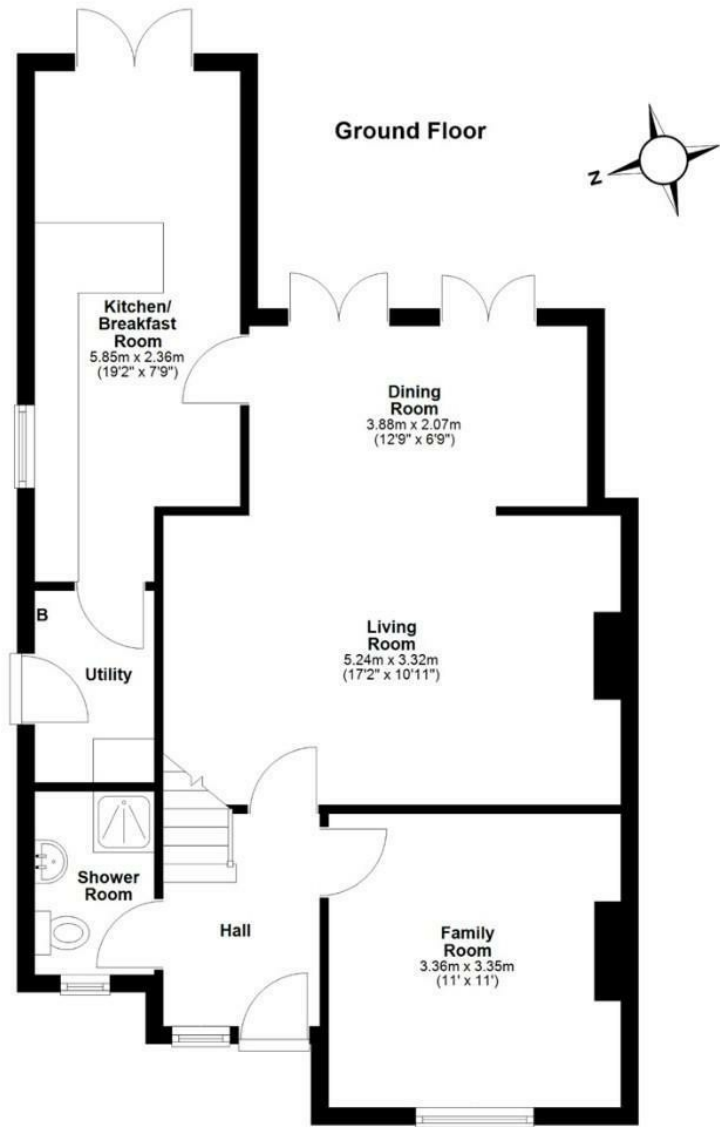 Ground Floor
N
Kitchen/
Breakfast
Room
5.85m x 2.36m
(19'2" x 7'9")
Dining
Room
3.88m x 2.07m
(12'9" x 6'9")
Living
Room
5.24m x 3.32m
(17'2" x 10'11")
B
Utility
Shower
Room
Hall
Family
Room
3.36m x 3.35m
(11' x 11')